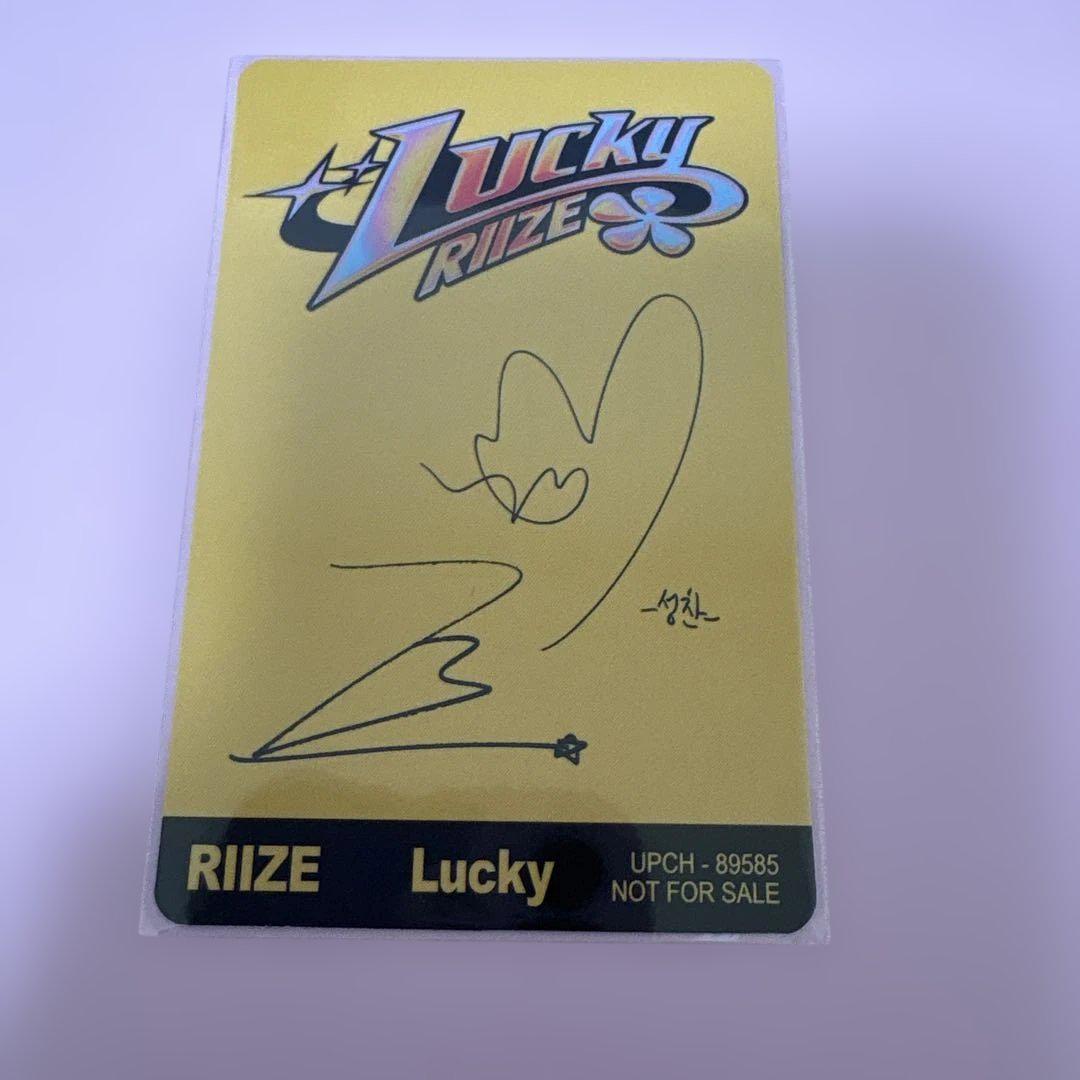 Lucky
RIIZE
-성찬-
RIIZE Lucky UPCH - 89585
NOT FOR SALE